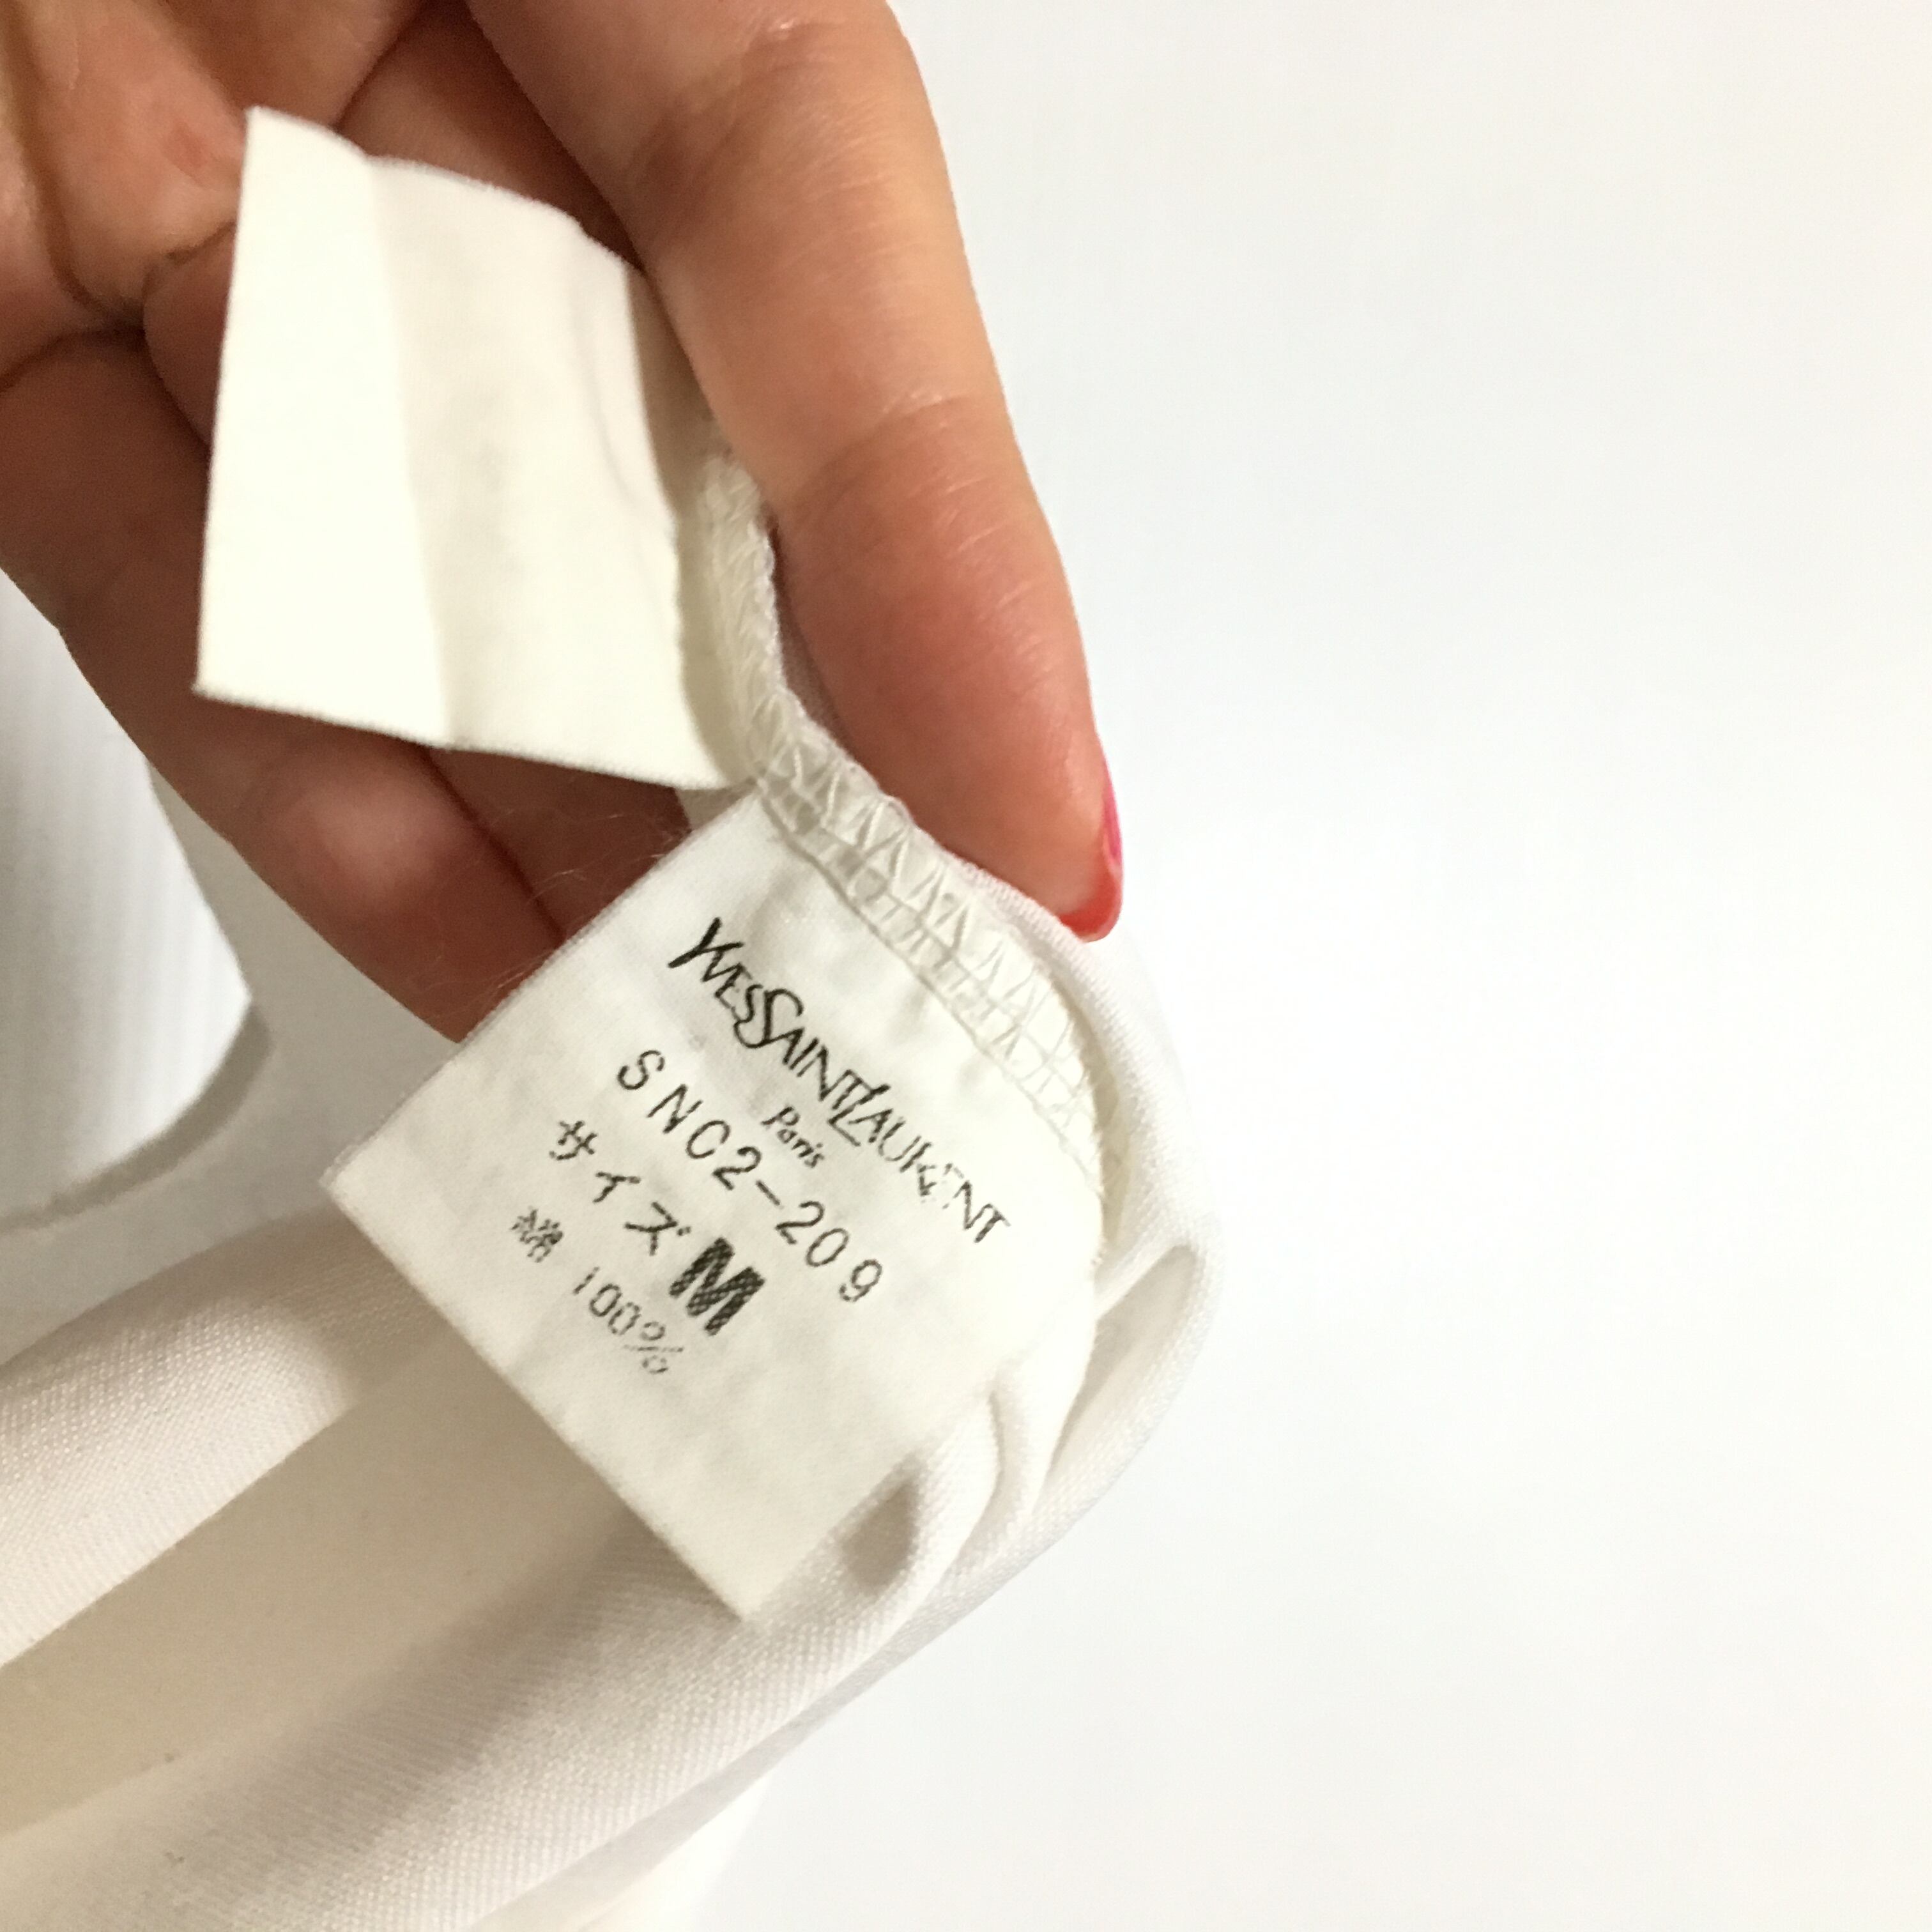 YVESSAINTLAURENT
Paris
SNC2-209
サイズM
綿 100%